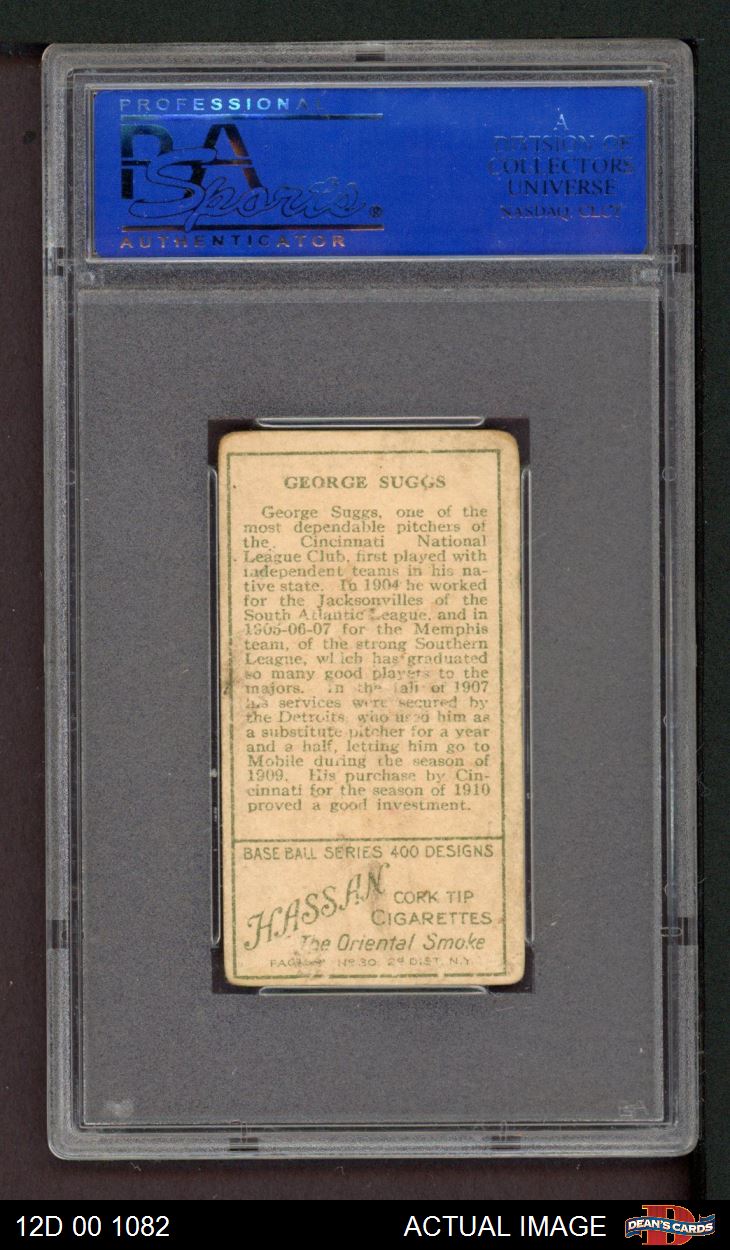 PROFESSIONAL
PSA
Sports®
AUTHENTICATOR
A
DIVISION OF
COLLECTORS
UNIVERSE
NASDAQ: CLCT
GEORGE SUGGS
George Suggs, one of the
most dependable pitchers of
the Cincinnati National
League Club, first played with
independent teams in his na-
tive state. In 1904 he worked
for the Jacksonvilles of the
South Atlantic League, and in
1905-06-07 for the Memphis
team, of the strong Southern
League, which has graduated
so many good players to the
majors. In the fall of 1907
his services were secured by
the Detroits, who used him as
a substitute pitcher for a year
and a half, letting him go to
Mobile during the season of
1909. His purchase by Cin-
cinnati for the season of 1910
proved a good investment.
BASE BALL SERIES 400 DESIGNS
HASSAN
CORK TIP
CIGARETTES
The Oriental Smoke
FACTORY Nº 30 2ᴰ DIST. N.Y.
12D 00 1082
ACTUAL IMAGE
DEAN'S CARDS